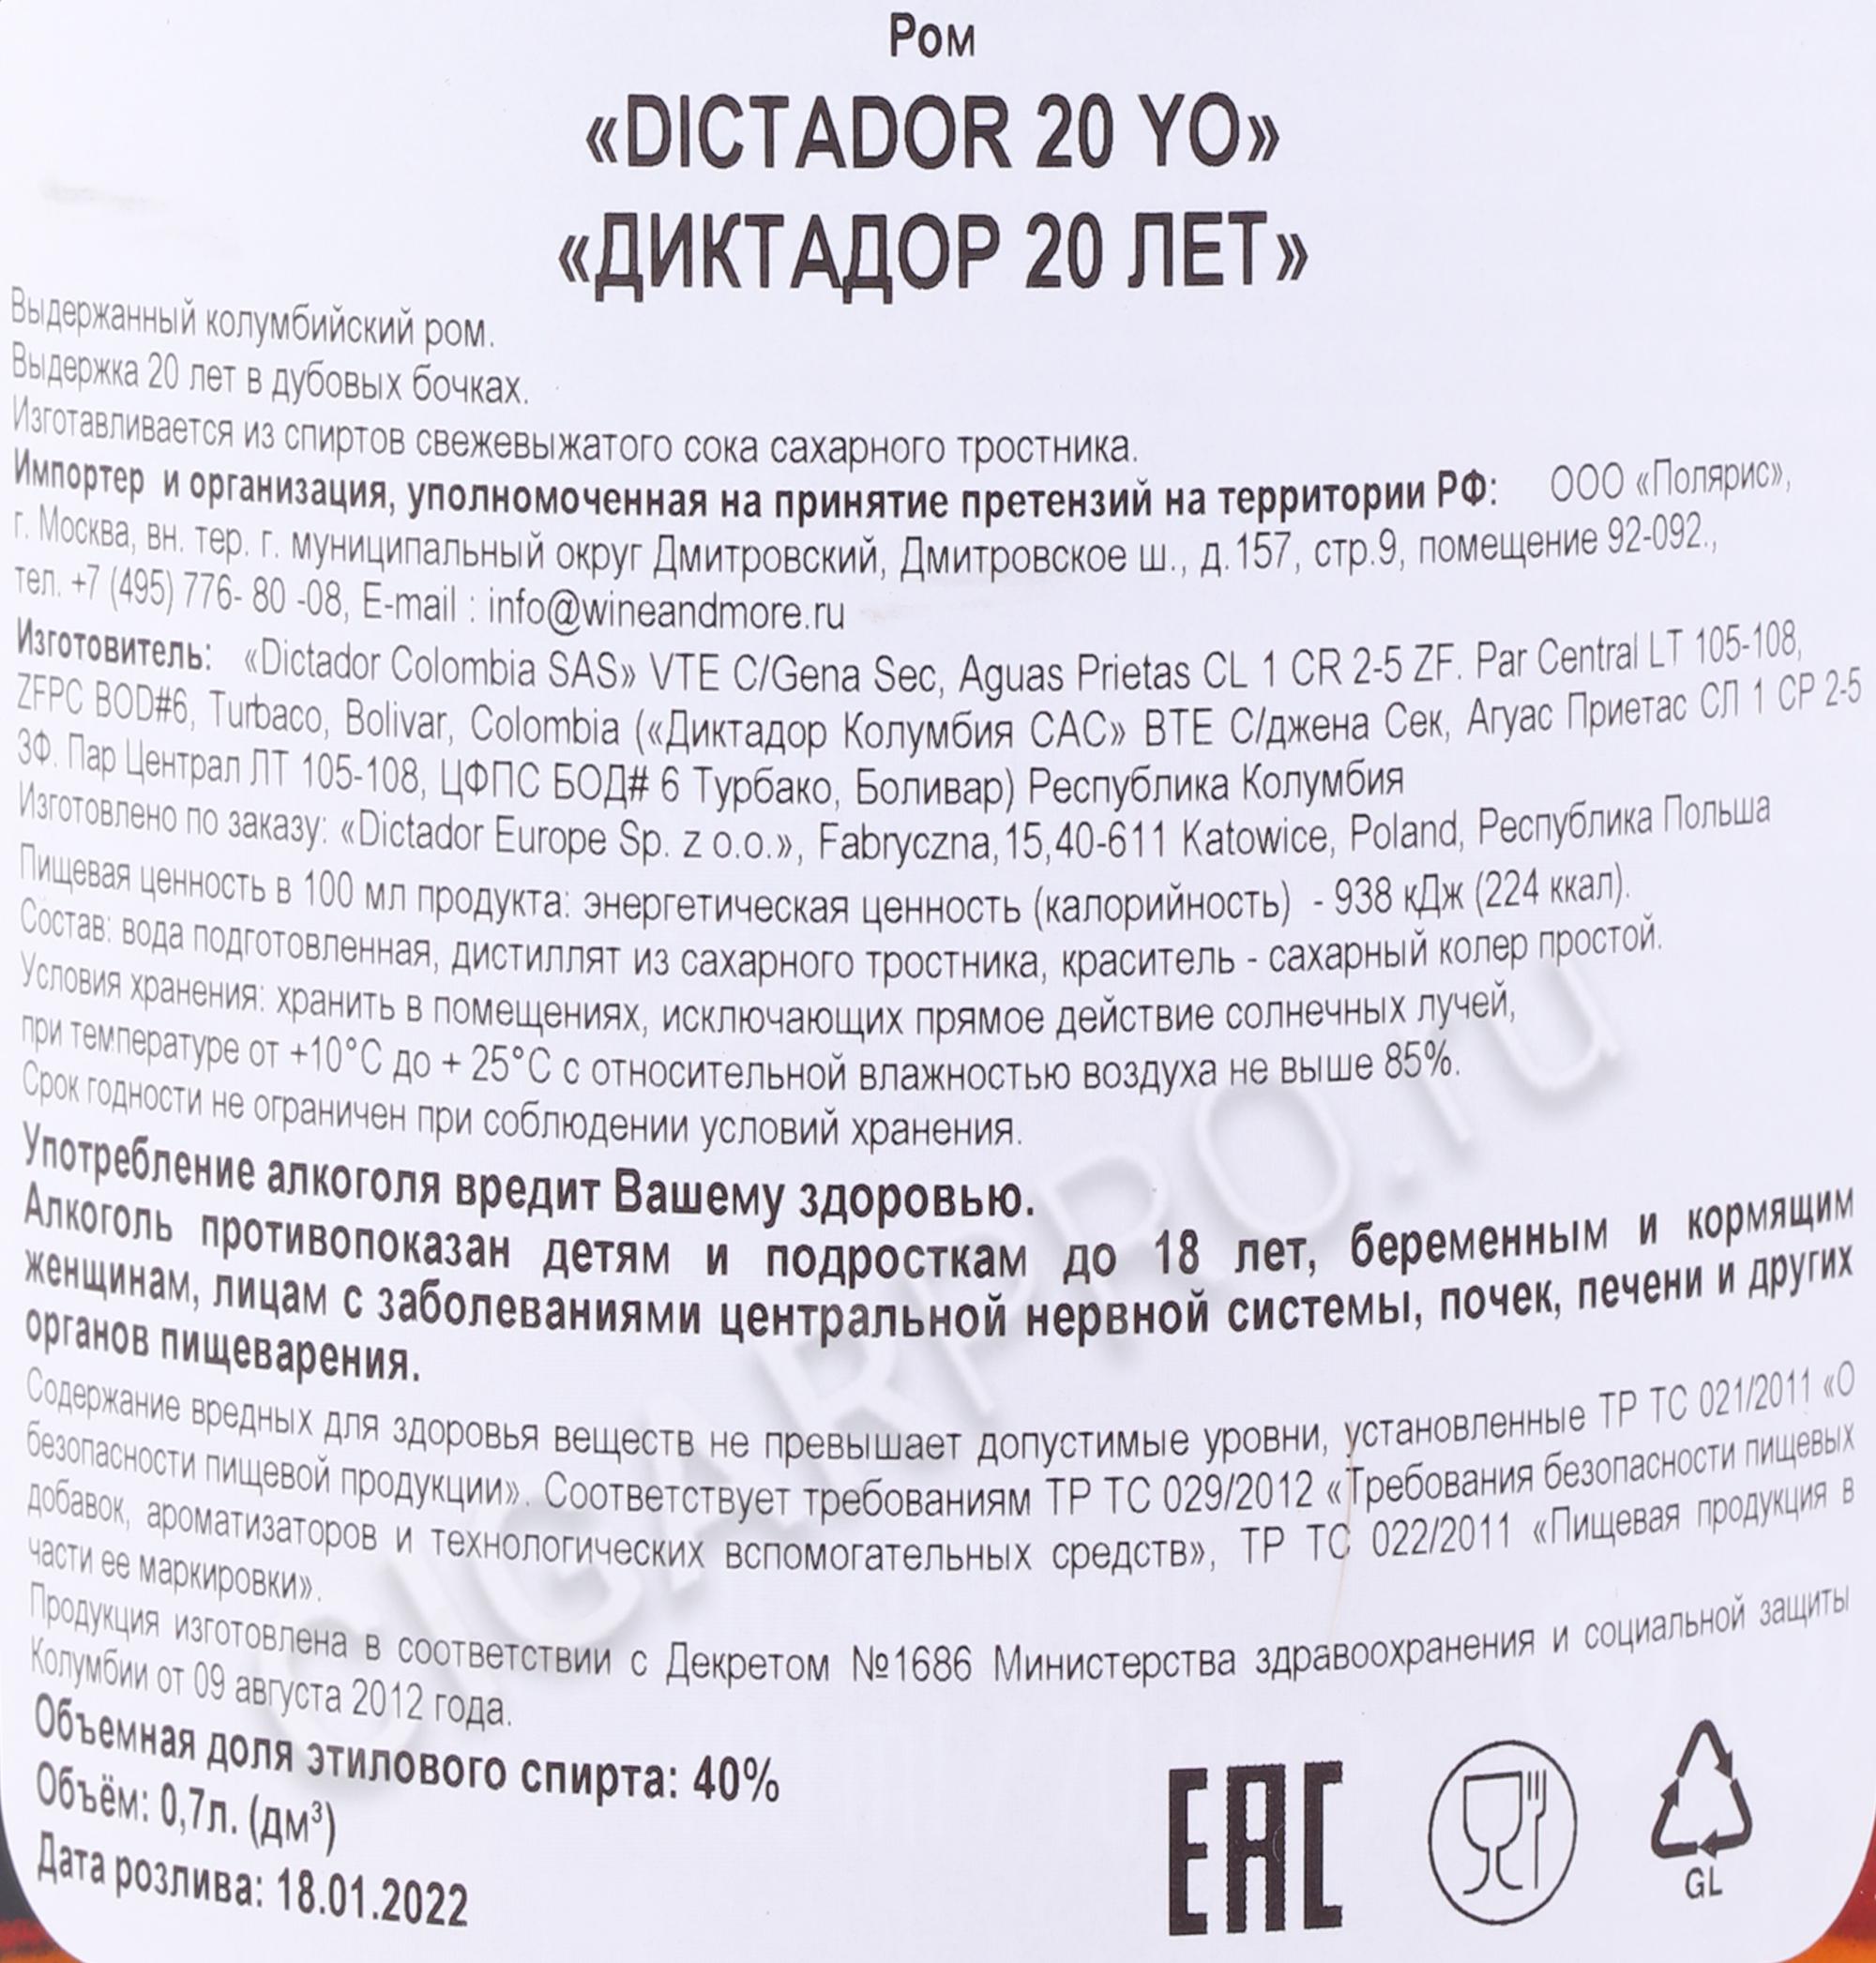 Ром
«DICTADOR 20 YO»
«ДИКТАДОР 20 ЛЕТ»
Выдержанный колумбийский ром.
Выдержка 20 лет в дубовых бочках.
Изготавливается из спиртов свежевыжатого сока сахарного тростника.
Импортер и организация, уполномоченная на принятие претензий на территории РФ: ООО «Полярис»,
г. Москва, вн. тер. г. муниципальный округ Дмитровский, Дмитровское ш., д.157, стр.9, помещение 92-092.,
тел. +7 (495) 776- 80 -08, E-mail : info@wineandmore.ru
Изготовитель: «Dictador Colombia SAS» VTE C/Gena Sec, Aguas Prietas CL 1 CR 2-5 ZF. Par Central LT 105-108,
ZFPC BOD#6, Turbaco, Bolivar, Colombia («Диктадор Колумбия САС» ВТЕ С/джена Сек, Агуас Приетас СЛ 1 СР 2-5
ЗФ. Пар Централ ЛТ 105-108, ЦФПС БОД# 6 Турбако, Боливар) Республика Колумбия
Изготовлено по заказу: «Dictador Europe Sp. z o.o.», Fabryczna,15,40-611 Katowice, Poland, Республика Польша
Пищевая ценность в 100 мл продукта: энергетическая ценность (калорийность) - 938 кДж (224 ккал).
Состав: вода подготовленная, дистиллят из сахарного тростника, краситель - сахарный колер простой.
Условия хранения: хранить в помещениях, исключающих прямое действие солнечных лучей,
при температуре от +10°C до + 25°C с относительной влажностью воздуха не выше 85%.
Срок годности не ограничен при соблюдении условий хранения.
Употребление алкоголя вредит Вашему здоровью.
Алкоголь противопоказан детям и подросткам до 18 лет, беременным и кормящим
женщинам, лицам с заболеваниями центральной нервной системы, почек, печени и других
органов пищеварения.
Содержание вредных для здоровья веществ не превышает допустимые уровни, установленные ТР ТС 021/2011 «О
безопасности пищевой продукции». Соответствует требованиям ТР ТС 029/2012 «Требования безопасности пищевых
добавок, ароматизаторов и технологических вспомогательных средств», ТР ТС 022/2011 «Пищевая продукция в
части ее маркировки».
Продукция изготовлена в соответствии с Декретом №1686 Министерства здравоохранения и социальной защиты
Колумбии от 09 августа 2012 года.
Объемная доля этилового спирта: 40%
Объём: 0,7л. (дм³)
Дата розлива: 18.01.2022
EAC
GL
CIGARPRO.ru